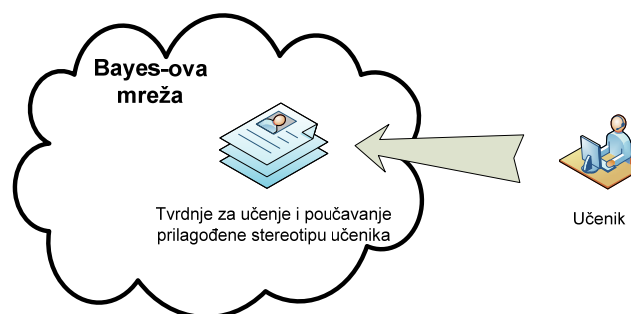 Bayes-ova
mreža
Tvrdnje za učenje i poučavanje
prilagođene stereotipu učenika
Učenik